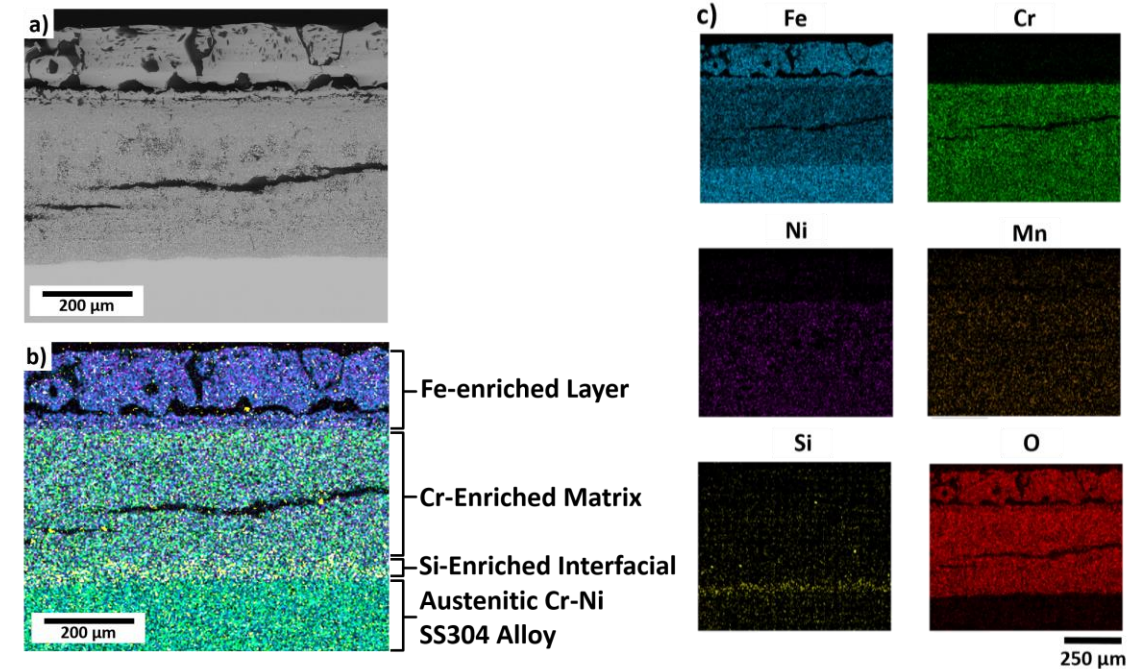 a)
200 µm
b)
200 µm
Fe-enriched Layer
Cr-Enriched Matrix
Si-Enriched Interfacial
Austenitic Cr-Ni
SS304 Alloy
c)
Fe
Cr
Ni
Mn
Si
O
250 µm